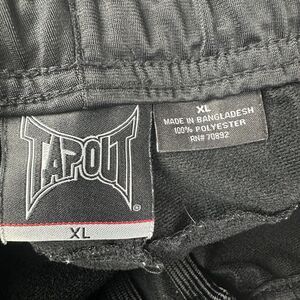 TAPOUT
®
XL
XL
MADE IN BANGLADESH
100% POLYESTER
RN# 70892